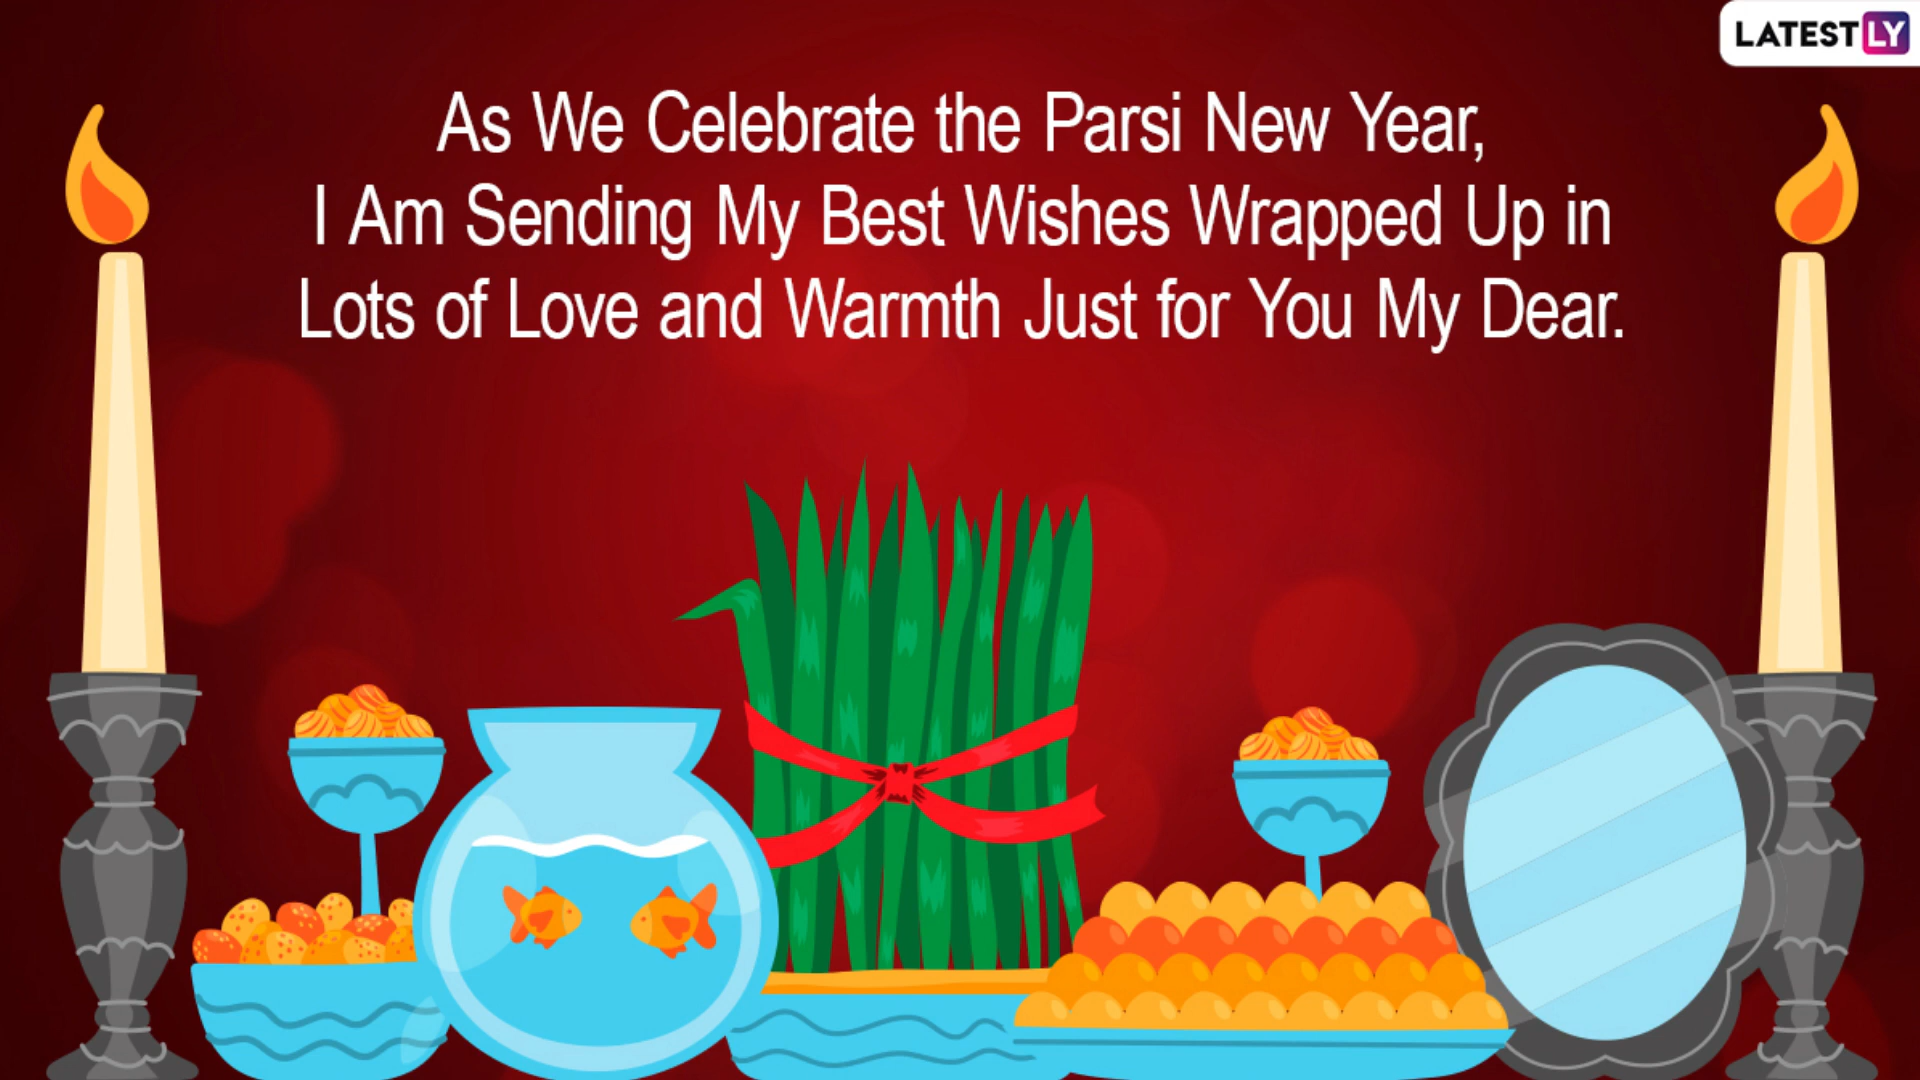 LATESTLY
As We Celebrate the Parsi New Year,
I Am Sending My Best Wishes Wrapped Up in
Lots of Love and Warmth Just for You My Dear.